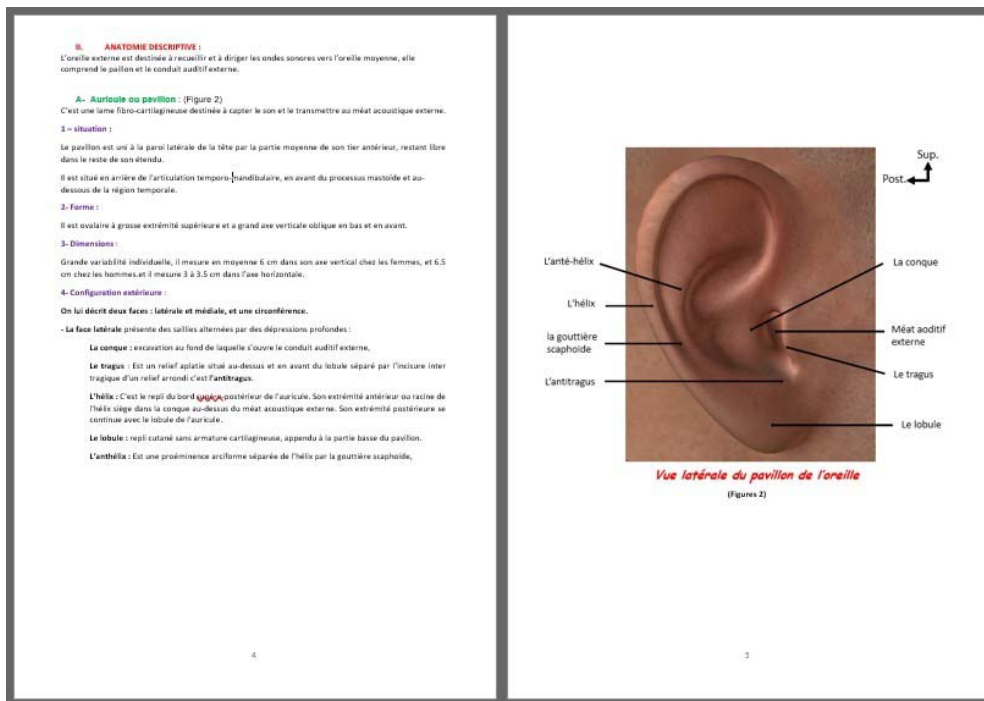 II. ANATOMIE DESCRIPTIVE :
L'oreille externe est destinée à recueillir et à diriger les ondes sonores vers l'oreille moyenne, elle
comprend le paillon et le conduit auditif externe.
A- Auricule ou pavillon : (Figure 2)
C'est une lame fibro-cartilagineuse destinée à capter le son et le transmettre au méat acoustique externe.
1 – situation :
Le pavillon est uni à la paroi latérale de la tête par la partie moyenne de son tier antérieur, restant libre
dans le reste de son étendu.
Il est situé en arrière de l'articulation temporo-mandibulaire, en avant du processus mastoïde et au-
dessous de la région temporale.
2- Forme :
Il est ovalaire à grosse extrémité supérieure et a grand axe verticale oblique en bas et en avant.
3- Dimensions :
Grande variabilité individuelle, il mesure en moyenne 6 cm dans son axe vertical chez les femmes, et 6.5
cm chez les hommes.et il mesure 3 à 3.5 cm dans l'axe horizontale.
4- Configuration extérieure :
On lui décrit deux faces : latérale et médiale, et une circonférence.
- La face latérale présente des saillies alternées par des dépressions profondes :
La conque : excavation au fond de laquelle s'ouvre le conduit auditif externe,
Le tragus : Est un relief aplatie situé au-dessus et en avant du lobule séparé par l'incisure inter
tragique d'un relief arrondi c'est l'antitragus.
L'hélix : C'est le repli du bord postérieur de l'auricule. Son extrémité antérieur ou racine de
l'hélix siège dans la conque au-dessus du méat acoustique externe. Son extrémité postérieure se
continue avec le lobule de l'auricule.
Le lobule : repli cutané sans armature cartilagineuse, appendu à la partie basse du pavillon.
L'anthélix : Est une proéminence arciforme séparée de l'hélix par la gouttière scaphoïde,
4
Sup.
Post.
L'anté-hélix
L'hélix
la gouttière
scaphoide
L'antitragus
La conque
Méat aoditif
externe
Le tragus
Le lobule
Vue latérale du pavillon de l'oreille
(Figures 2)